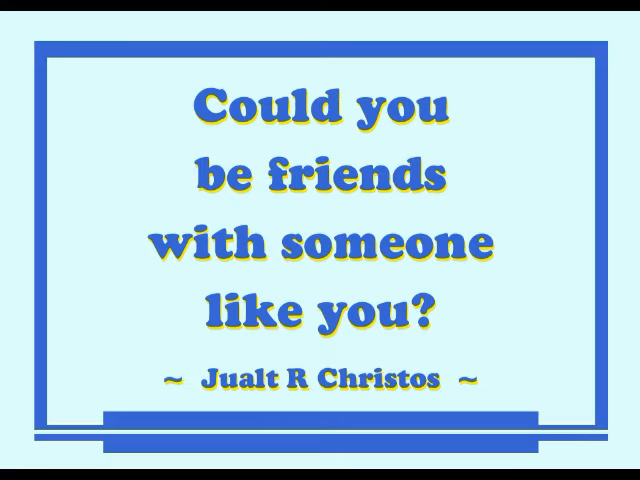 Could you
be friends
with someone
like you?
~ Jualt R Christos ~